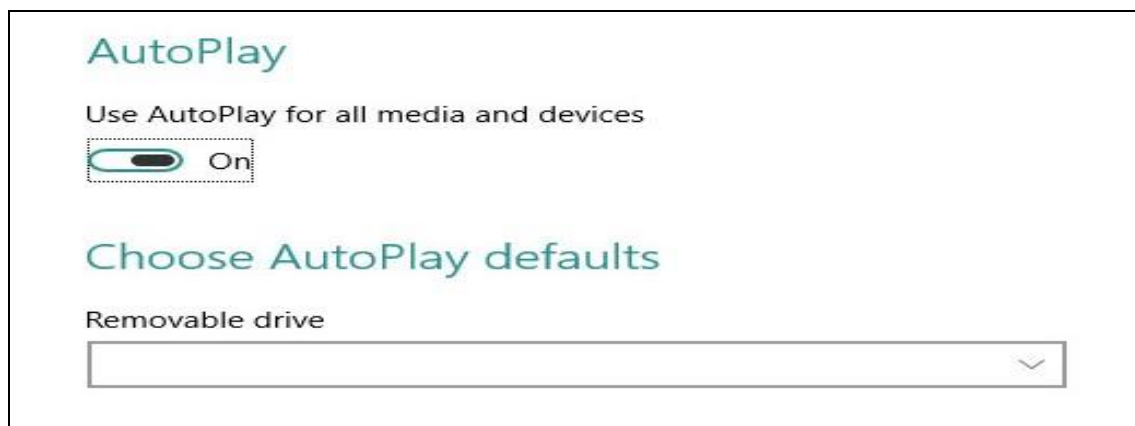 AutoPlay
Use AutoPlay for all media and devices
On
Choose AutoPlay defaults
Removable drive